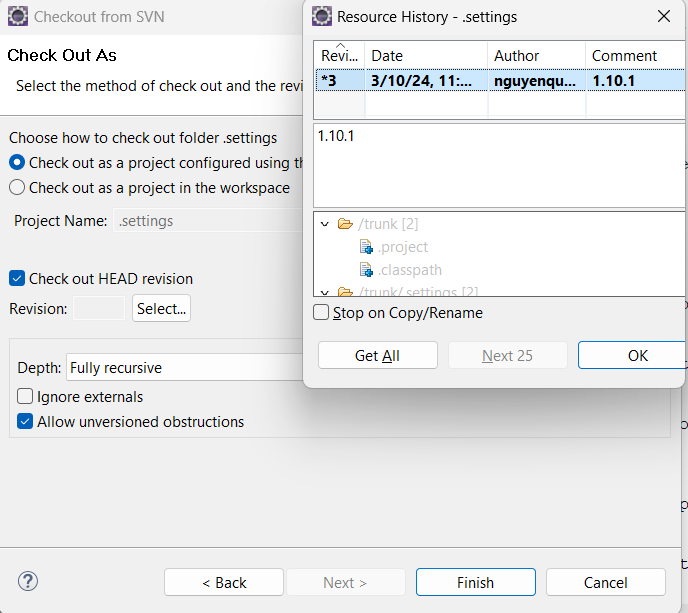 Checkout from SVN
Check Out As
Select the method of check out and the revi
Choose how to check out folder .settings
Check out as a project configured using th
Check out as a project in the workspace
Project Name: .settings
Check out HEAD revision
Revision: Select...
Depth: Fully recursive
Ignore externals
Allow unversioned obstructions
? < Back Next > Finish Cancel
Resource History - .settings
Revi... Date Author Comment
*3 3/10/24, 11:... nguyenqu... 1.10.1
1.10.1
/trunk [2]
.project
.classpath
/trunk/.settings [2]
Stop on Copy/Rename
Get All Next 25 OK